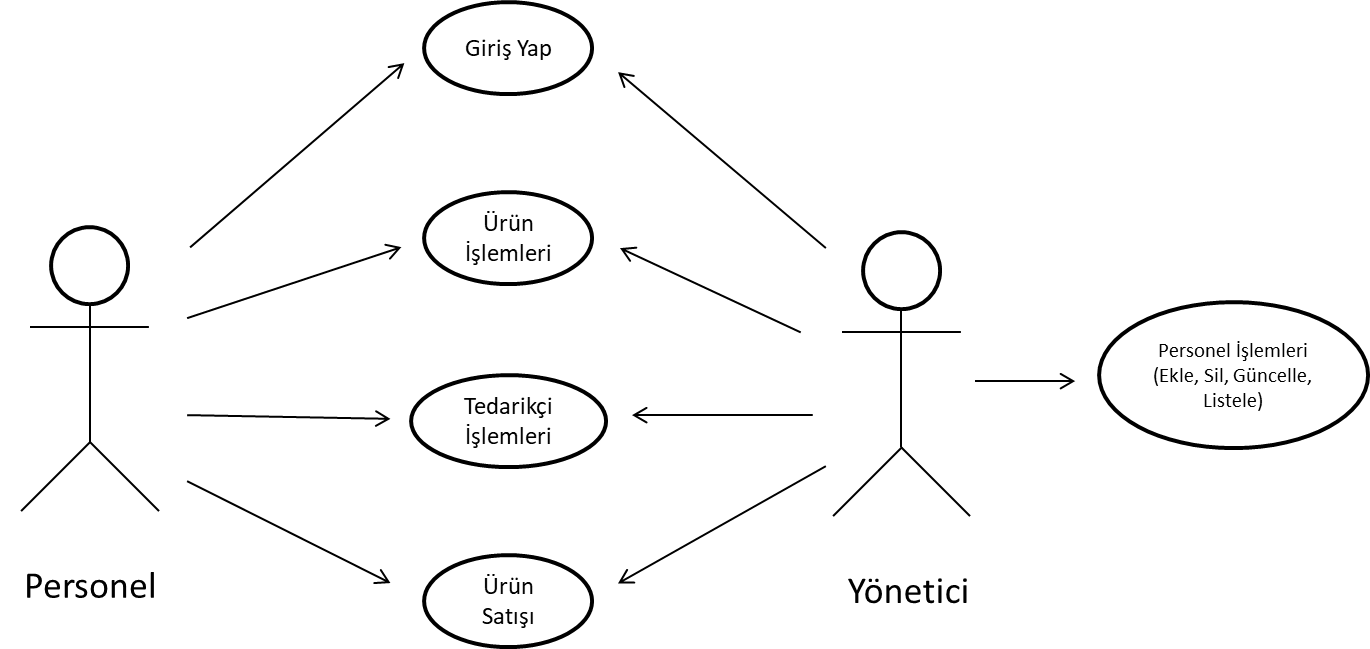 Giriş Yap
Ürün
İşlemleri
Personel İşlemleri
(Ekle, Sil, Güncelle,
Listele)
Tedarikçi
İşlemleri
Ürün
Satışı
Personel
Yönetici